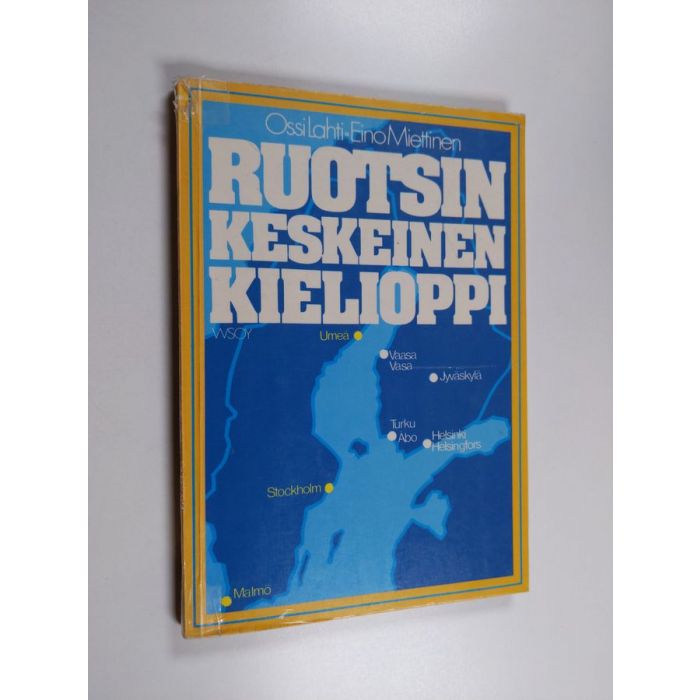 Ossi Lahti • Eino Miettinen
RUOTSIN
KESKEINEN
KIELIOPPI
WSOY
Umeå
Vaasa
Vasa
Jyväskylä
Turku
Åbo
Helsinki
Helsingfors
Stockholm
Malmö